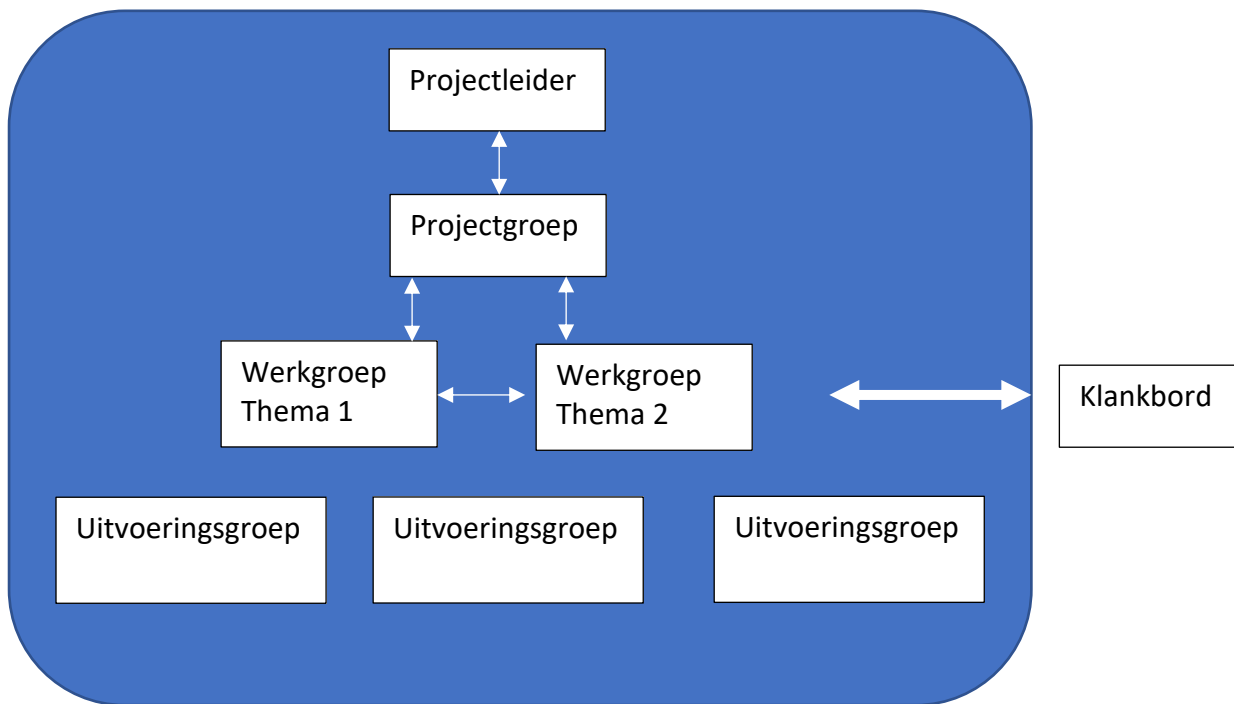 Projectleider
Projectgroep
Werkgroep
Thema 1
Werkgroep
Thema 2
Klankbord
Uitvoeringsgroep
Uitvoeringsgroep
Uitvoeringsgroep